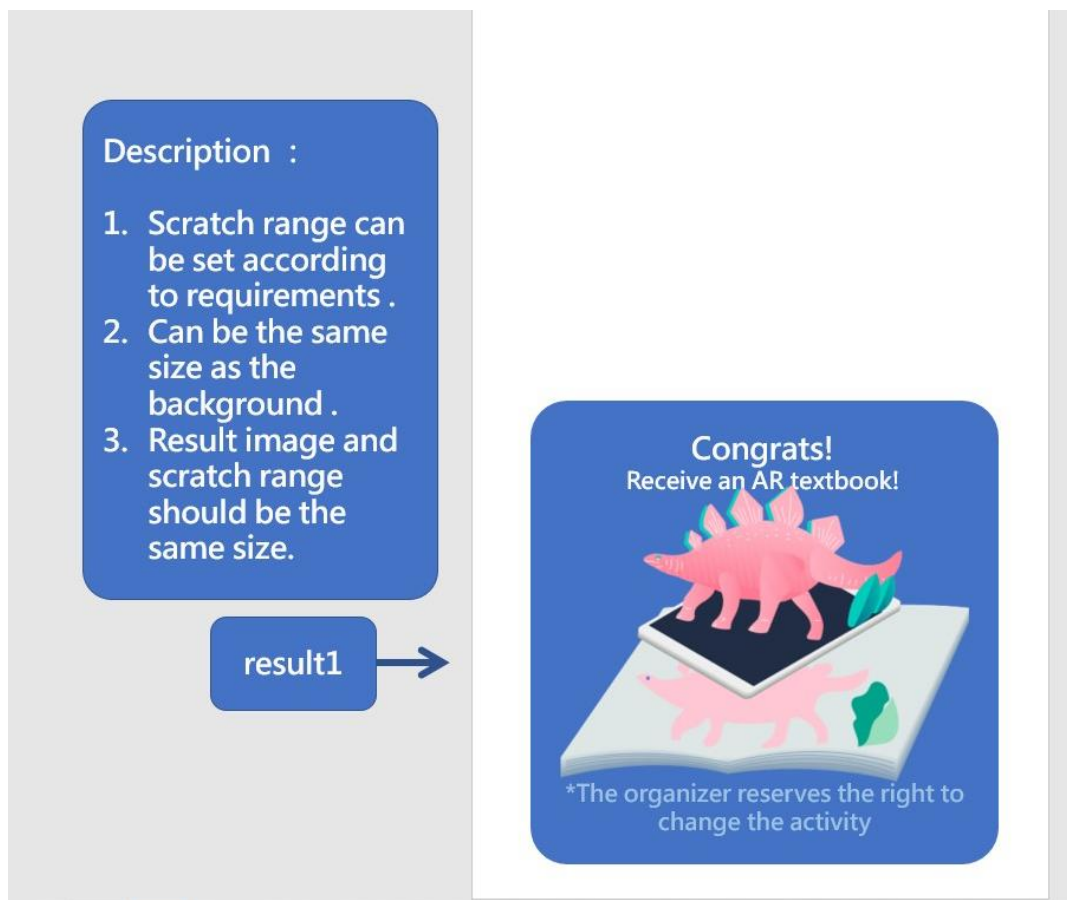 Description :
1. Scratch range can
be set according
to requirements .
2. Can be the same
size as the
background .
3. Result image and
scratch range
should be the
same size.
result1
Congrats!
Receive an AR textbook!
*The organizer reserves the right to
change the activity